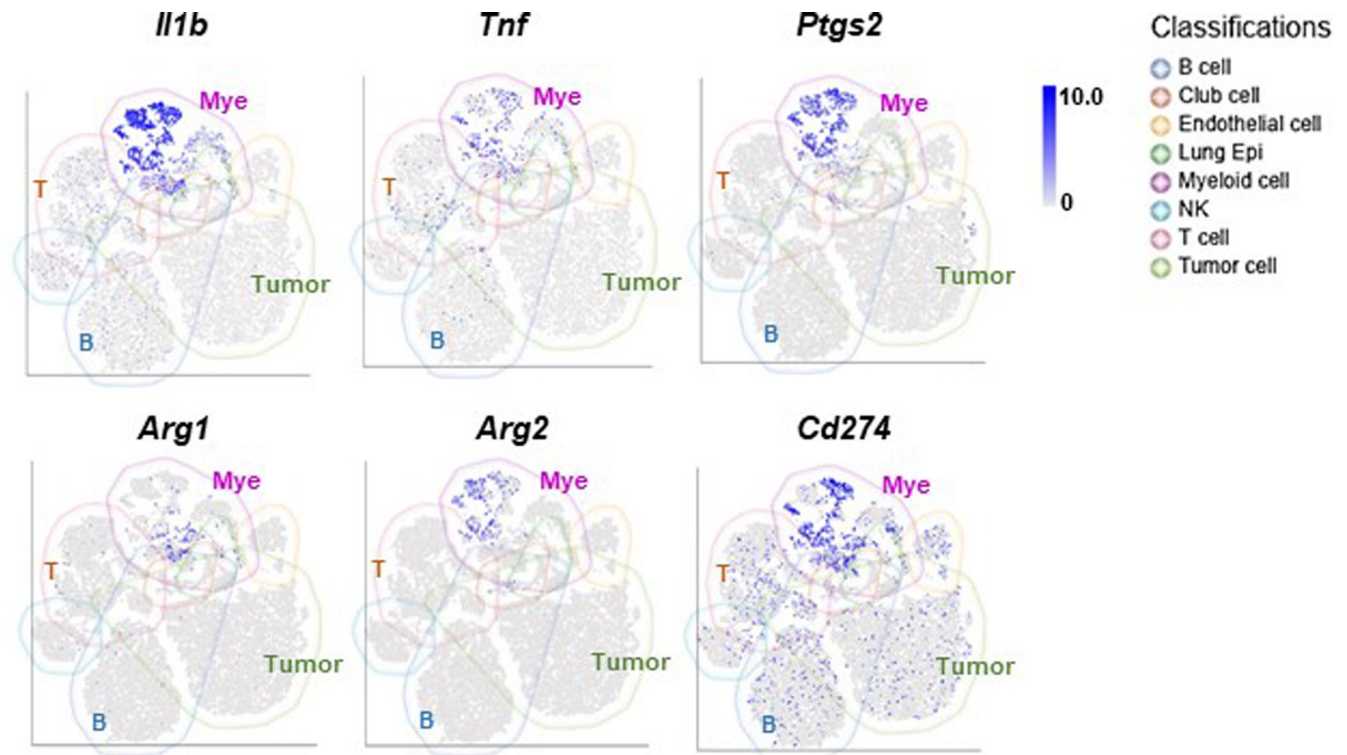 Il1b
Tnf
Ptgs2
Classifications
B cell
Club cell
Endothelial cell
Lung Epi
Myeloid cell
NK
T cell
Tumor cell
10.0
0
Mye
T
Tumor
B
Mye
T
Tumor
B
Mye
T
Tumor
B
Arg1
Arg2
Cd274
Mye
T
Tumor
B
Mye
T
Tumor
B
Mye
T
Tumor
B